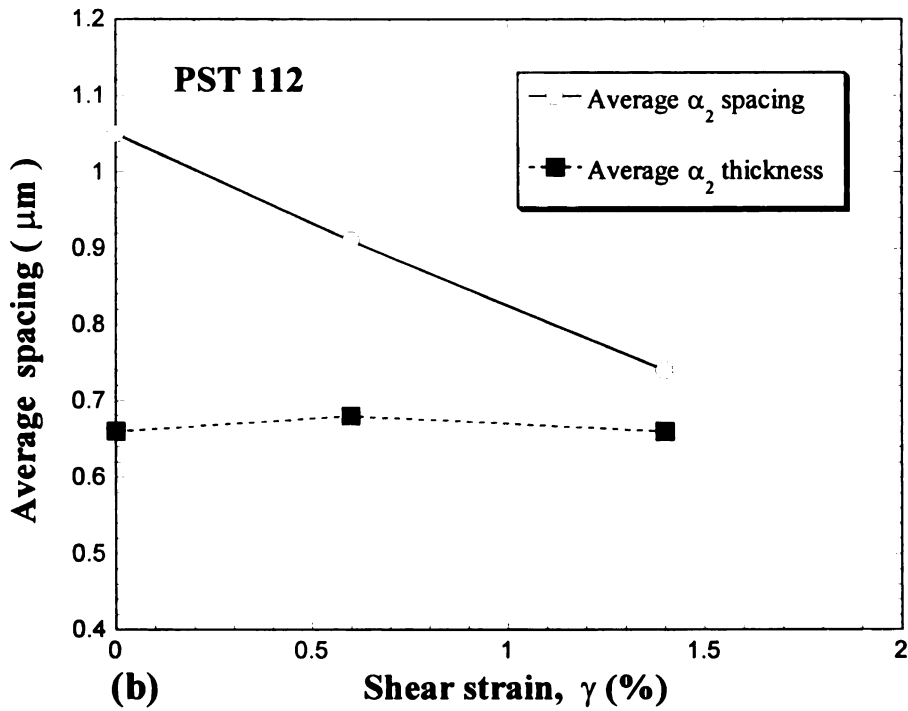 1.2
1.1
1
0.9
0.8
0.7
0.6
0.5
0.4
Average spacing ( μm )
PST 112
Average α₂ spacing
Average α₂ thickness
0
0.5
1
1.5
2
(b)
Shear strain, γ (%)